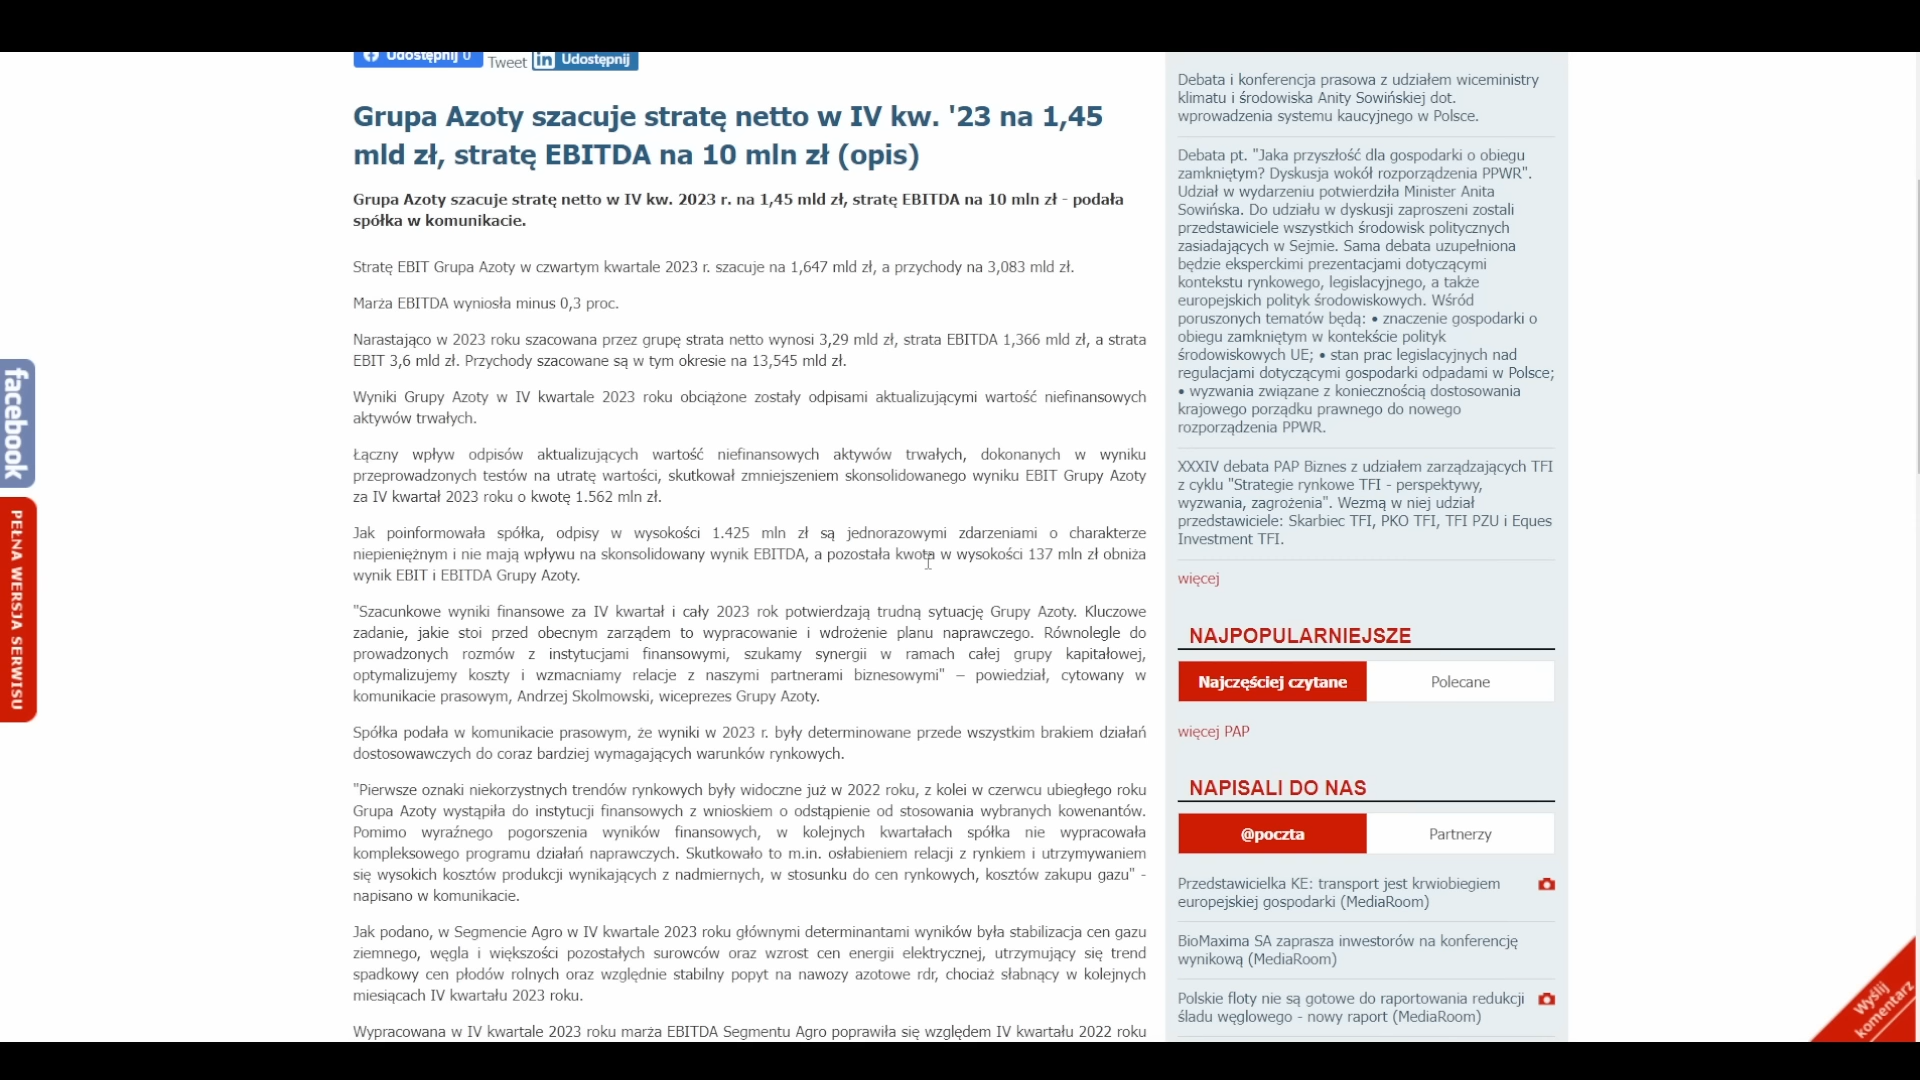 Udostępnij 0
Tweet
in Udostępnij
Grupa Azoty szacuje stratę netto w IV kw. '23 na 1,45
mld zł, stratę EBITDA na 10 mln zł (opis)
Grupa Azoty szacuje stratę netto w IV kw. 2023 r. na 1,45 mld zł, stratę EBITDA na 10 mln zł - podała
spółka w komunikacie.
Stratę EBIT Grupa Azoty w czwartym kwartale 2023 r. szacuje na 1,647 mld zł, a przychody na 3,083 mld zł.
Marża EBITDA wyniosła minus 0,3 proc.
Narastająco w 2023 roku szacowana przez grupę strata netto wynosi 3,29 mld zł, strata EBITDA 1,366 mld zł, a strata
EBIT 3,6 mld zł. Przychody szacowane są w tym okresie na 13,545 mld zł.
Wyniki Grupy Azoty w IV kwartale 2023 roku obciążone zostały odpisami aktualizującymi wartość niefinansowych
aktywów trwałych.
Łączny wpływ odpisów aktualizujących wartość niefinansowych aktywów trwałych, dokonanych w wyniku
przeprowadzonych testów na utratę wartości, skutkował zmniejszeniem skonsolidowanego wyniku EBIT Grupy Azoty
za IV kwartał 2023 roku o kwotę 1.562 mln zł.
Jak poinformowała spółka, odpisy w wysokości 1.425 mln zł są jednorazowymi zdarzeniami o charakterze
niepieniężnym i nie mają wpływu na skonsolidowany wynik EBITDA, a pozostała kwota w wysokości 137 mln zł obniża
wynik EBIT i EBITDA Grupy Azoty.
"Szacunkowe wyniki finansowe za IV kwartał i cały 2023 rok potwierdzają trudną sytuację Grupy Azoty. Kluczowe
zadanie, jakie stoi przed obecnym zarządem to wypracowanie i wdrożenie planu naprawczego. Równolegle do
prowadzonych rozmów z instytucjami finansowymi, szukamy synergii w ramach całej grupy kapitałowej,
optymalizujemy koszty i wzmacniamy relacje z naszymi partnerami biznesowymi" – powiedział, cytowany w
komunikacie prasowym, Andrzej Skolmowski, wiceprezes Grupy Azoty.
Spółka podała w komunikacie prasowym, że wyniki w 2023 r. były determinowane przede wszystkim brakiem działań
dostosowawczych do coraz bardziej wymagających warunków rynkowych.
"Pierwsze oznaki niekorzystnych trendów rynkowych były widoczne już w 2022 roku, z kolei w czerwcu ubiegłego roku
Grupa Azoty wystąpiła do instytucji finansowych z wnioskiem o odstąpienie od stosowania wybranych kowenantów.
Pomimo wyraźnego pogorszenia wyników finansowych, w kolejnych kwartałach spółka nie wypracowała
kompleksowego programu działań naprawczych. Skutkowało to m.in. osłabieniem relacji z rynkiem i utrzymywaniem
się wysokich kosztów produkcji wynikających z nadmiernych, w stosunku do cen rynkowych, kosztów zakupu gazu" -
napisano w komunikacie.
Jak podano, w Segmencie Agro w IV kwartale 2023 roku głównymi determinantami wyników była stabilizacja cen gazu
ziemnego, węgla i większości pozostałych surowców oraz wzrost cen energii elektrycznej, utrzymujący się trend
spadkowy cen płodów rolnych oraz względnie stabilny popyt na nawozy azotowe rdr, chociaż słabnący w kolejnych
miesiącach IV kwartału 2023 roku.
Wypracowana w IV kwartale 2023 roku marża EBITDA Segmentu Agro poprawiła się względem IV kwartału 2022 roku
Debata i konferencja prasowa z udziałem wiceministry
klimatu i środowiska Anity Sowińskiej dot.
wprowadzenia systemu kaucyjnego w Polsce.
Debata pt. "Jaka przyszłość dla gospodarki o obiegu
zamkniętym? Dyskusja wokół rozporządzenia PPWR".
Udział w wydarzeniu potwierdziła Minister Anita
Sowińska. Do udziału w dyskusji zaproszeni zostali
przedstawiciele wszystkich środowisk politycznych
zasiadających w Sejmie. Sama debata uzupełniona
będzie eksperckimi prezentacjami dotyczącymi
kontekstu rynkowego, legislacyjnego, a także
europejskich polityk środowiskowych. Wśród
poruszonych tematów będą: • znaczenie gospodarki o
obiegu zamkniętym w kontekście polityk
środowiskowych UE; • stan prac legislacyjnych nad
regulacjami dotyczącymi gospodarki odpadami w Polsce;
• wyzwania związane z koniecznością dostosowania
krajowego porządku prawnego do nowego
rozporządzenia PPWR.
XXXIV debata PAP Biznes z udziałem zarządzających TFI
z cyklu "Strategie rynkowe TFI - perspektywy,
wyzwania, zagrożenia". Wezmą w niej udział
przedstawiciele: Skarbiec TFI, PKO TFI, TFI PZU i Eques
Investment TFI.
więcej
NAJPOPULARNIEJSZE
Najczęściej czytane
Polecane
więcej PAP
NAPISALI DO NAS
@poczta
Partnerzy
Przedstawicielka KE: transport jest krwiobiegiem
europejskiej gospodarki (MediaRoom)
BioMaxima SA zaprasza inwestorów na konferencję
wynikową (MediaRoom)
Polskie floty nie są gotowe do raportowania redukcji
śladu węglowego - nowy raport (MediaRoom)
facebook
PEŁNA WERSJA SERWISU
Wyślij
komentarz